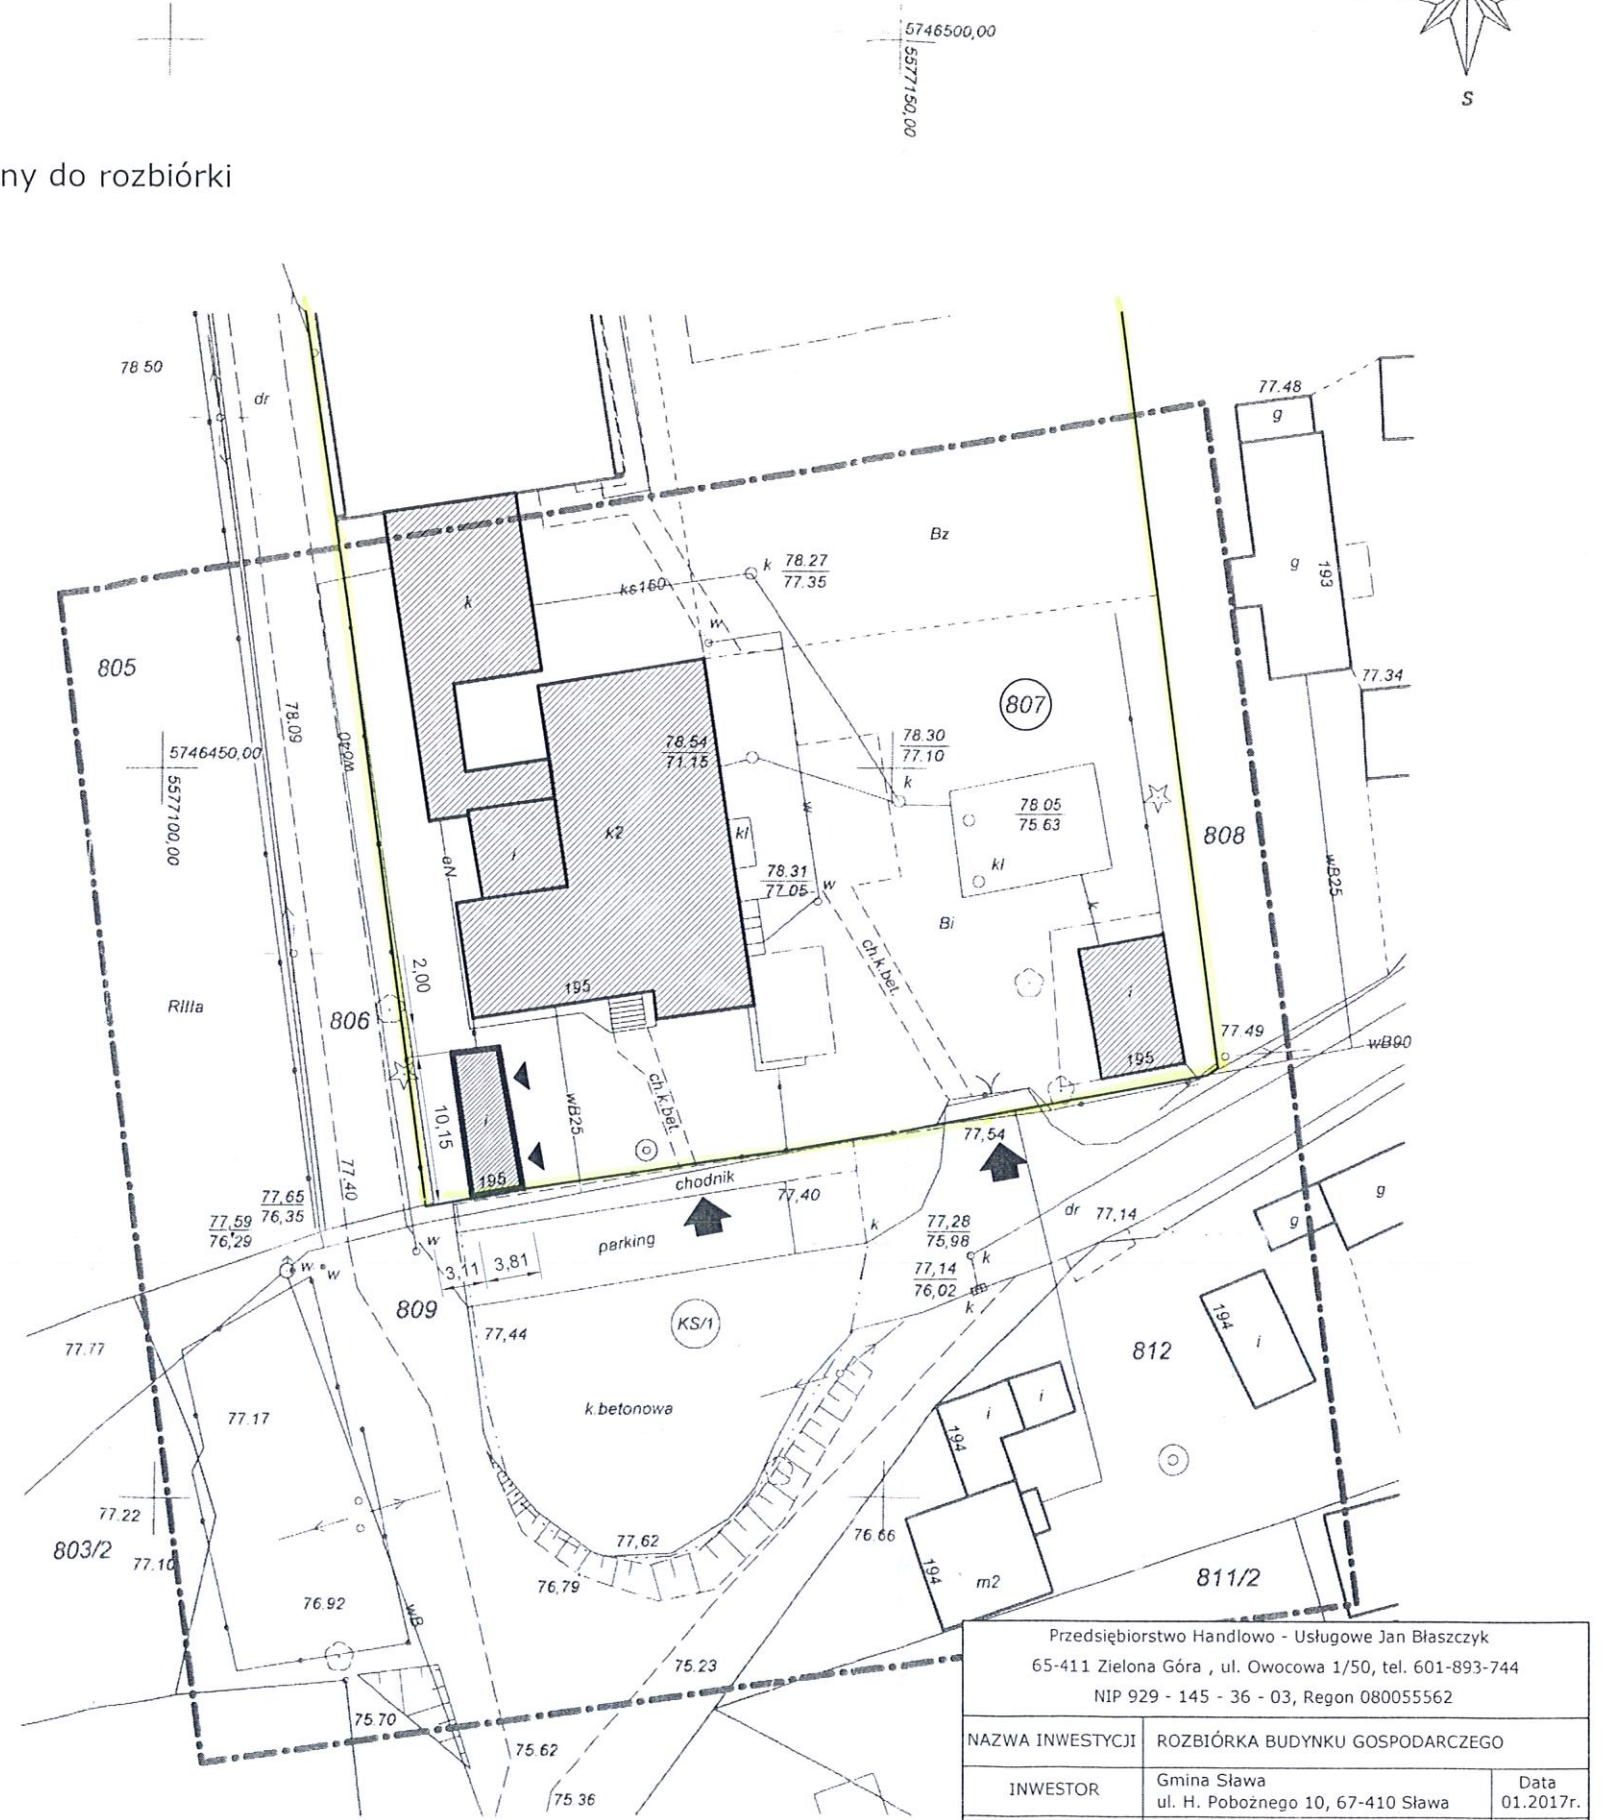 5746500,00
5577150,00
S
ny do rozbiórki
78 50
dr
77.48
g
Bz
k 78.27
77.35
ks160
k
w
g
193
805
77.34
807
78.09
w040
5746450,00
5577100,00
78.54
71.15
78.30
77.10
k
w
78 05
75.63
808
k2
kl
i
eN
kl
wB25
78.31
77.05
w
k
Bi
ch.k.bet.
2,00
195
i
RIIIa
806
77.49
wB90
195
10,15
i
wB25
ch.k.bet.
77,54
195
chodnik
77,40
77.40
77,65
76,35
77,59
76,29
w
w
w
parking
k
77,28
75,98
k
dr
77,14
g
g
3,11
3,81
77,14
76,02
k
809
77,44
KS/1
77.77
812
194
i
77.17
k.betonowa
i
i
194
77.22
77.10
803/2
77,62
76.66
76,79
194
m2
811/2
76.92
wB
75.23
75.70
75.62
75 36
Przedsiębiorstwo Handlowo - Usługowe Jan Błaszczyk
65-411 Zielona Góra , ul. Owocowa 1/50, tel. 601-893-744
NIP 929 - 145 - 36 - 03, Regon 080055562
NAZWA INWESTYCJI ROZBIÓRKA BUDYNKU GOSPODARCZEGO
INWESTOR
Gmina Sława
ul. H. Pobożnego 10, 67-410 Sława
Data
01.2017r.